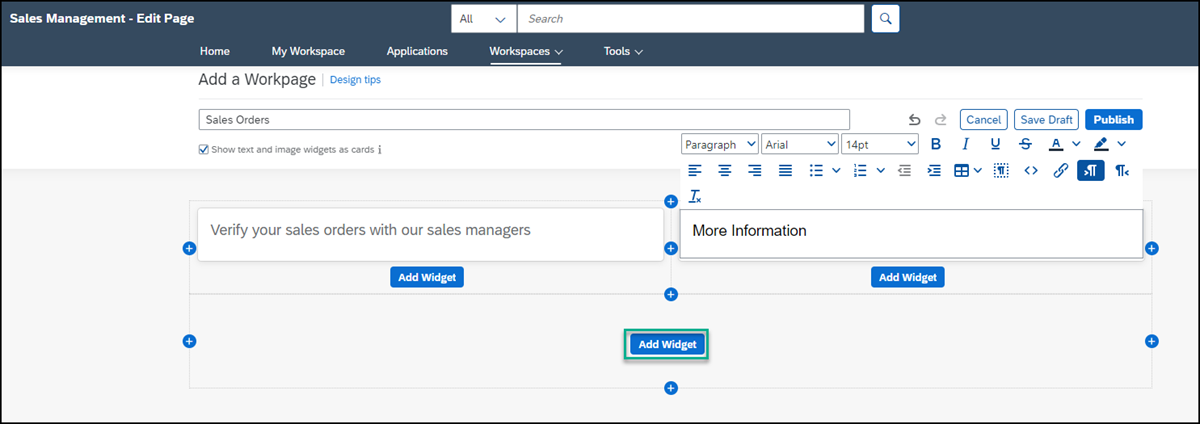 Sales Management - Edit Page
All Search
Home My Workspace Applications Workspaces Tools
Add a Workpage Design tips
Sales Orders Cancel Save Draft Publish
Show text and image widgets as cards i
Paragraph Arial 14pt B I U S A
Verify your sales orders with our sales managers More Information
Add Widget Add Widget
Add Widget